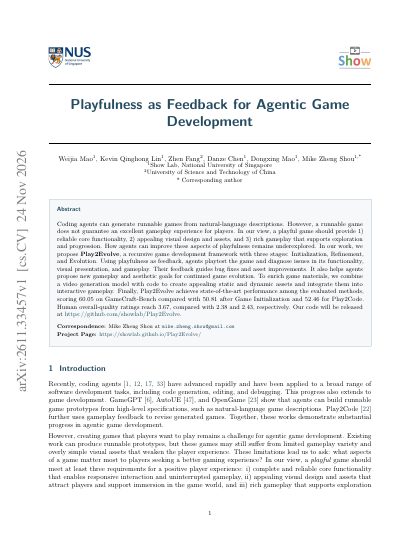 NUS
National University
of Singapore
Show
Playfulness as Feedback for Agentic Game
Development
Weijia Mao¹, Kevin Qinghong Lin¹, Zhen Fang², Danze Chen¹, Dongxing Mao¹, Mike Zheng Shou¹,*
¹Show Lab, National University of Singapore
²University of Science and Technology of China
* Corresponding author
arXiv:2611.33457v1 [cs.CV] 24 Nov 2026
Abstract
Coding agents can generate runnable games from natural-language descriptions. However, a runnable game
does not guarantee an excellent gameplay experience for players. In our view, a playful game should provide 1)
reliable core functionality, 2) appealing visual design and assets, and 3) rich gameplay that supports exploration
and progression. How agents can improve these aspects of playfulness remains underexplored. In our work, we
propose Play2Evolve, a recursive game development framework with three stages: Initialization, Refinement,
and Evolution. Using playfulness as feedback, agents playtest the game and diagnose issues in its functionality,
visual presentation, and gameplay. Their feedback guides bug fixes and asset improvements. It also helps agents
propose new gameplay and aesthetic goals for continued game evolution. To enrich game materials, we combine
a video generation model with code to create appealing static and dynamic assets and integrate them into
interactive gameplay. Finally, Play2Evolve achieves state-of-the-art performance among the evaluated methods,
scoring 60.05 on GameCraft-Bench compared with 50.81 after Game Initialization and 52.46 for Play2Code.
Human overall-quality ratings reach 3.67, compared with 2.38 and 2.43, respectively. Our code will be released
at https://github.com/showlab/Play2Evolve.
Correspondence: Mike Zheng Shou at mike.zheng.shou@gmail.com
Project Page: https://showlab.github.io/Play2Evolve/
1 Introduction
Recently, coding agents [1, 12, 17, 33] have advanced rapidly and have been applied to a broad range of
software development tasks, including code generation, editing, and debugging. This progress also extends to
game development. GameGPT [6], AutoUE [47], and OpenGame [23] show that agents can build runnable
game prototypes from high-level specifications, such as natural-language game descriptions. Play2Code [22]
further uses gameplay feedback to revise generated games. Together, these works demonstrate substantial
progress in agentic game development.
However, creating games that players want to play remains a challenge for agentic game development. Existing
work can produce runnable prototypes, but these games may still suffer from limited gameplay variety and
overly simple visual assets that weaken the player experience. These limitations lead us to ask: what aspects
of a game matter most to players seeking a better gaming experience? In our view, a playful game should
meet at least three requirements for a positive player experience: i) complete and reliable core functionality
that enables responsive interaction and uninterrupted gameplay, ii) appealing visual design and assets that
attract players and support immersion in the game world, and iii) rich gameplay that supports exploration
1